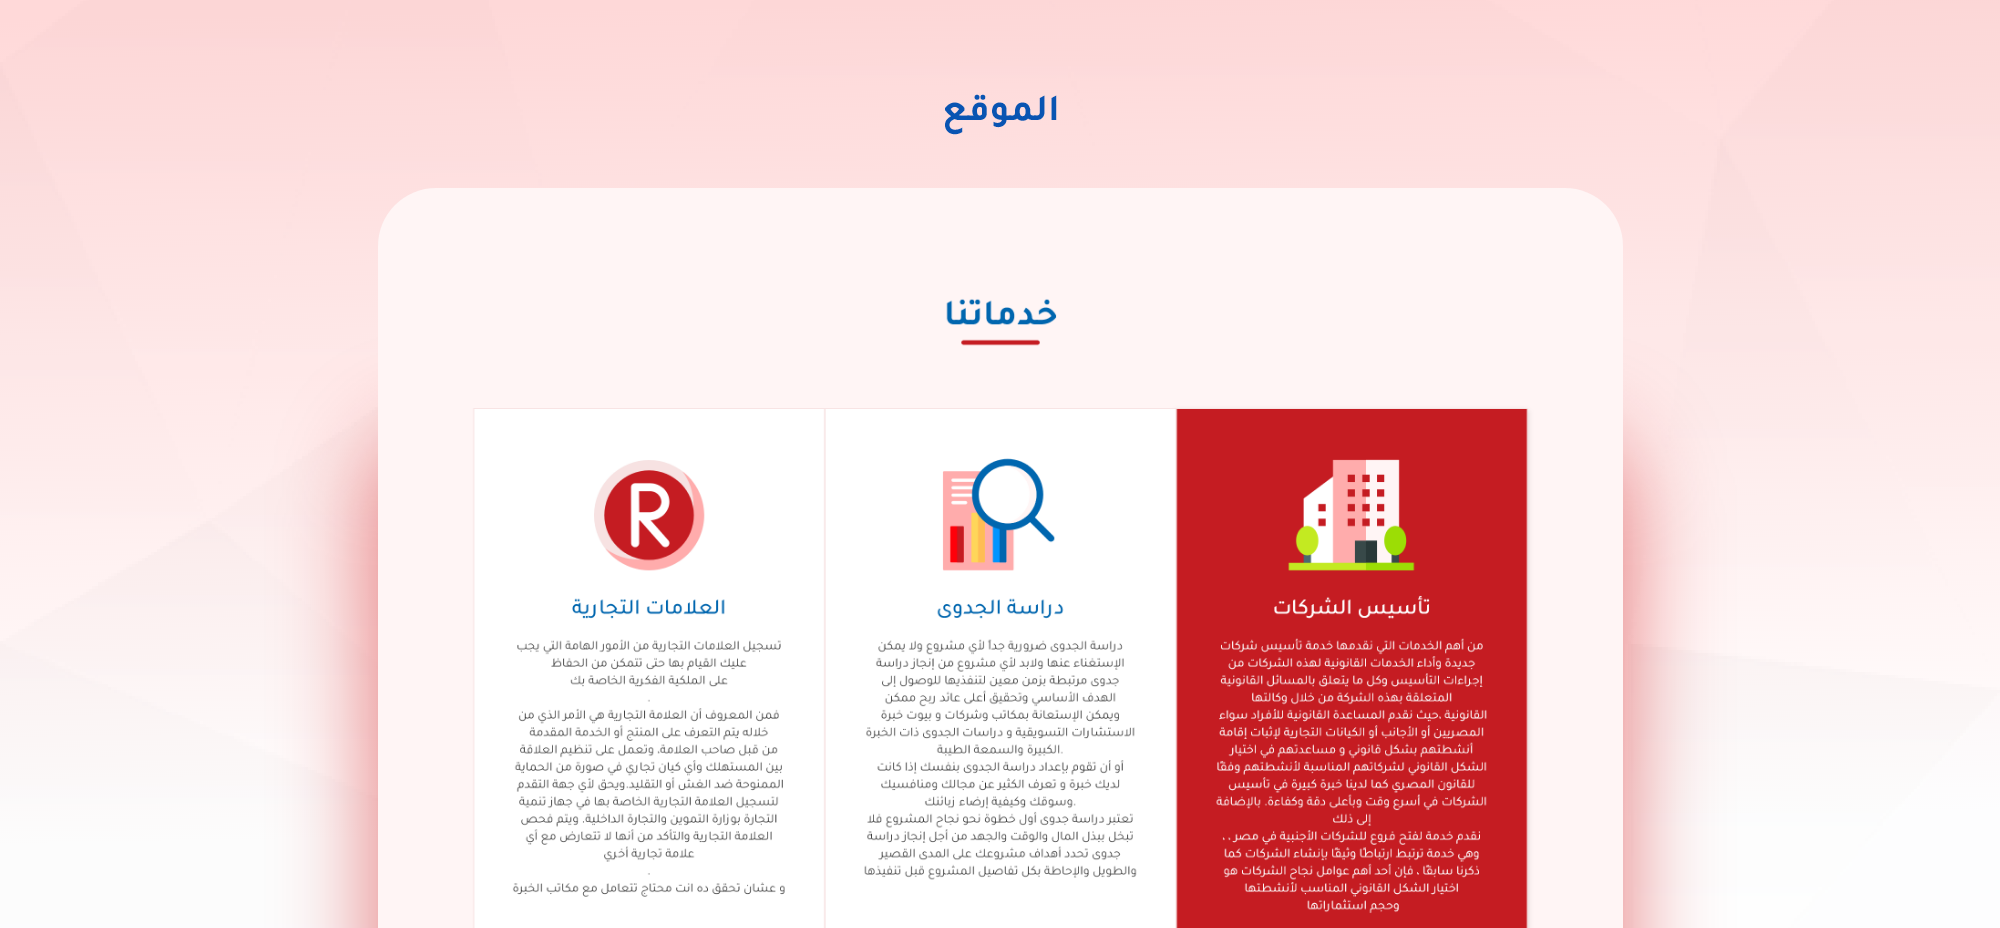 الموقع
خدماتنا
تأسيس الشركات
من أهم الخدمات التي نقدمها خدمة تأسيس شركات
جديدة وأداء الخدمات القانونية لهذه الشركات من
إجراءات التأسيس وكل ما يتعلق بالمسائل القانونية
المتعلقة بهذه الشركة من خلال وكالتها
القانونية ،حيث نقدم المساعدة القانونية للأفراد سواء
المصريين أو الأجانب أو الكيانات التجارية لإثبات إقامة
أنشطتهم بشكل قانوني و مساعدتهم في اختيار
الشكل القانوني لشركاتهم المناسبة لأنشطتهم وفقًا
للقانون المصري كما لدينا خبرة كبيرة في تأسيس
الشركات في أسرع وقت وبأعلى دقة وكفاءة. بالإضافة
إلى ذلك
نقدم خدمة لفتح فروع للشركات الأجنبية في مصر ، ،
وهي خدمة ترتبط ارتباطًا وثيقًا بإنشاء الشركات كما
ذكرنا سابقًا ، فإن أحد أهم عوامل نجاح الشركات هو
اختيار الشكل القانوني المناسب لأنشطتها
وحجم استثماراتها
دراسة الجدوى
دراسة الجدوى ضرورية جداً لأي مشروع ولا يمكن
الإستغناء عنها ولابد لأي مشروع من إنجاز دراسة
جدوى مرتبطة بزمن معين لتنفذيها للوصول إلى
الهدف الأساسي وتحقيق أعلى عائد ربح ممكن
ويمكن الإستعانة بمكاتب وشركات و بيوت خبرة
الاستشارات التسويقية و دراسات الجدوى ذات الخبرة
.الكبيرة والسمعة الطيبة
أو أن تقوم بإعداد دراسة الجدوى بنفسك إذا كانت
لديك خبرة و تعرف الكثير عن مجالك ومنافسيك
.وسوقك وكيفية إرضاء زبائنك
تعتبر دراسة جدوى أول خطوة نحو نجاح المشروع فلا
تبخل ببذل المال والوقت والجهد من أجل إنجاز دراسة
جدوى تحدد أهداف مشروعك على المدى القصير
والطويل والإحاطة بكل تفاصيل المشروع قبل تنفيذها
العلامات التجارية
تسجيل العلامات التجارية من الأمور الهامة التي يجب
عليك القيام بها حتى تتمكن من الحفاظ
على الملكية الفكرية الخاصة بك
.
فمن المعروف أن العلامة التجارية هي الأمر الذي من
خلاله يتم التعرف على المنتج أو الخدمة المقدمة
من قبل صاحب العلامة، وتعمل على تنظيم العلاقة
بين المستهلك وأي كيان تجاري في صورة من الحماية
الممنوحة ضد الغش أو التقليد.ويحق لأي جهة التقدم
لتسجيل العلامة التجارية الخاصة بها في جهاز تنمية
التجارة بوزارة التموين والتجارة الداخلية. ويتم فحص
العلامة التجارية والتأكد من أنها لا تتعارض مع أي
علامة تجارية أخري
.
و عشان تحقق ده انت محتاج تتعامل مع مكاتب الخبرة
R